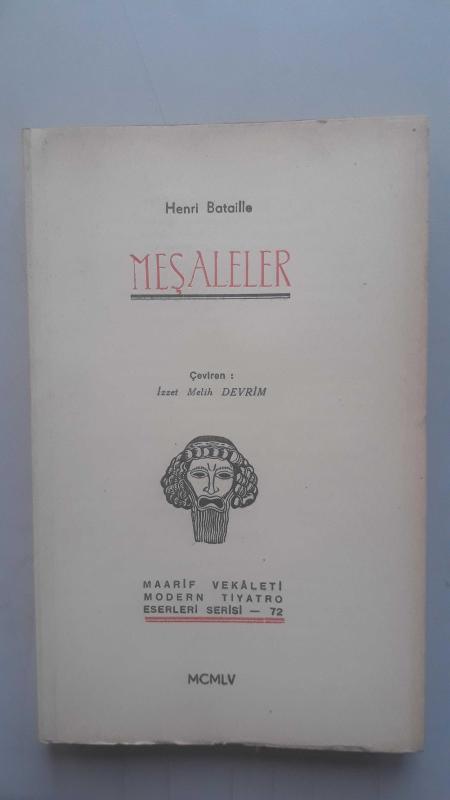 Henri Bataille
MEŞALELER
Çeviren :
İzzet Melih DEVRİM
MAARİF VEKÂLETİ
MODERN TİYATRO
ESERLERİ SERİSİ — 72
MCMLV